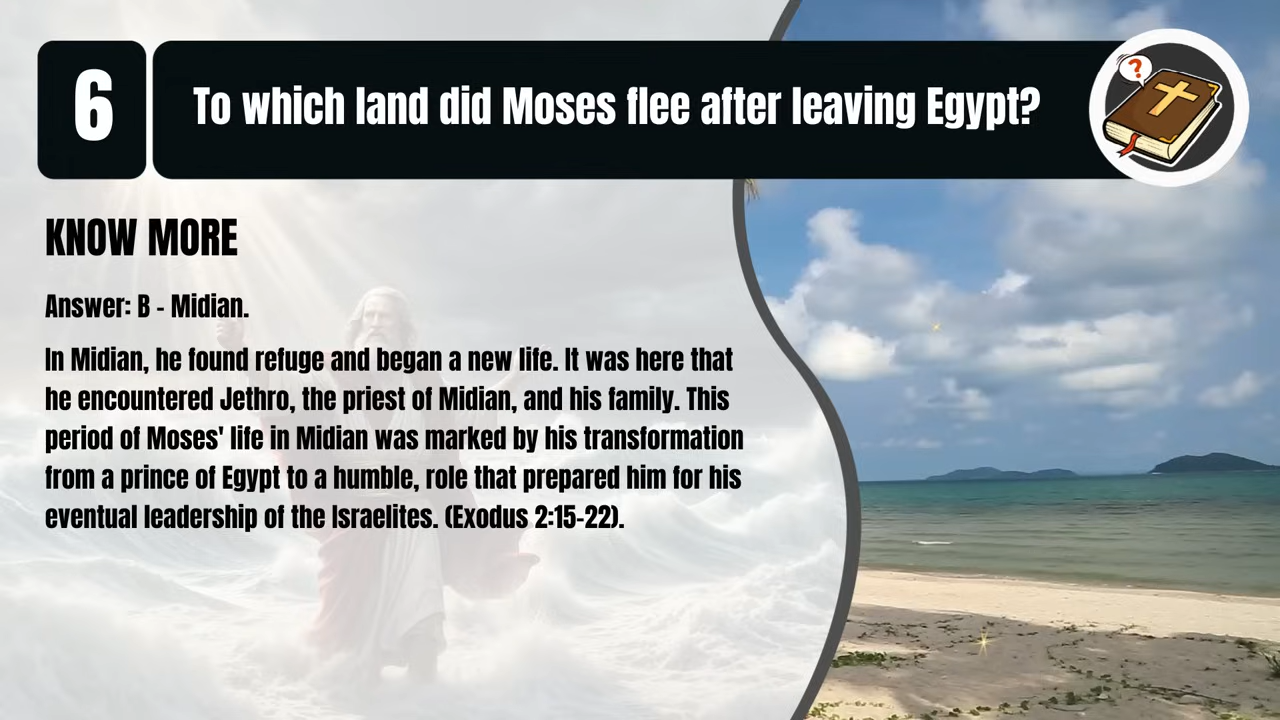 6
To which land did Moses flee after leaving Egypt?
?
KNOW MORE
Answer: B - Midian.
In Midian, he found refuge and began a new life. It was here that
he encountered Jethro, the priest of Midian, and his family. This
period of Moses' life in Midian was marked by his transformation
from a prince of Egypt to a humble, role that prepared him for his
eventual leadership of the Israelites. (Exodus 2:15-22).